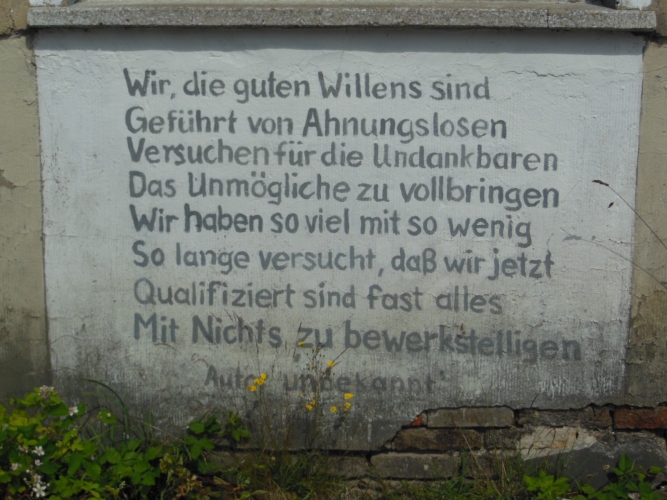 Wir, die guten Willens sind
Geführt von Ahnungslosen
Versuchen für die Undankbaren
Das Unmögliche zu vollbringen
Wir haben so viel mit so wenig
So lange versucht, daß wir jetzt
Qualifiziert sind fast alles
Mit Nichts zu bewerkstelligen
Autor 'unbekannt'